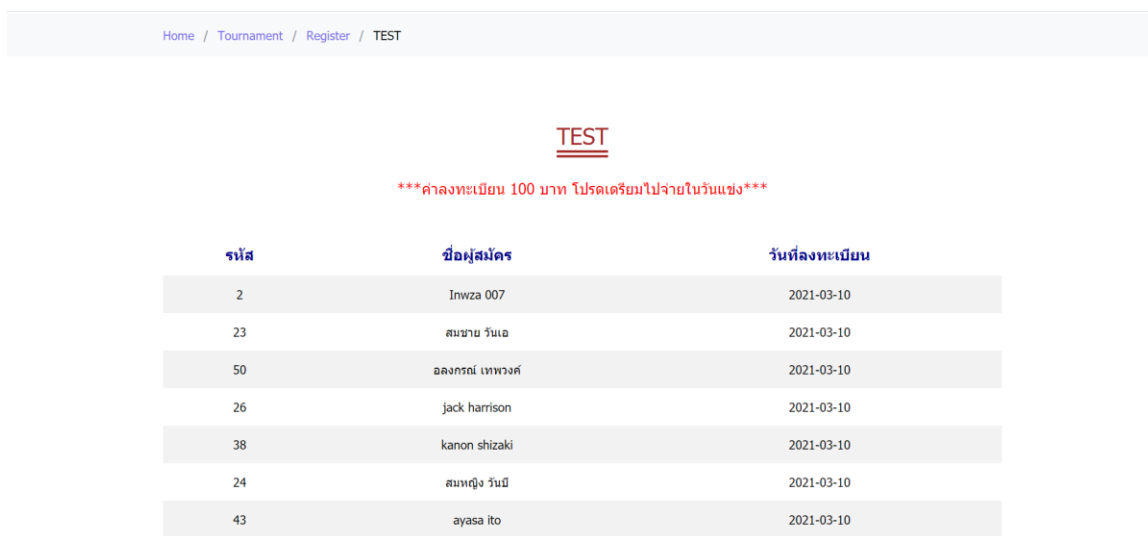 Home / Tournament / Register / TEST
TEST
***ค่าลงทะเบียน 100 บาท โปรดเตรียมไปจ่ายในวันแข่ง***
รหัส ชื่อผู้สมัคร วันที่ลงทะเบียน
2 Inwza 007 2021-03-10
23 สมชาย วันเอ 2021-03-10
50 อลงกรณ์ เทพวงค์ 2021-03-10
26 jack harrison 2021-03-10
38 kanon shizaki 2021-03-10
24 สมหญิง วันบี 2021-03-10
43 ayasa ito 2021-03-10